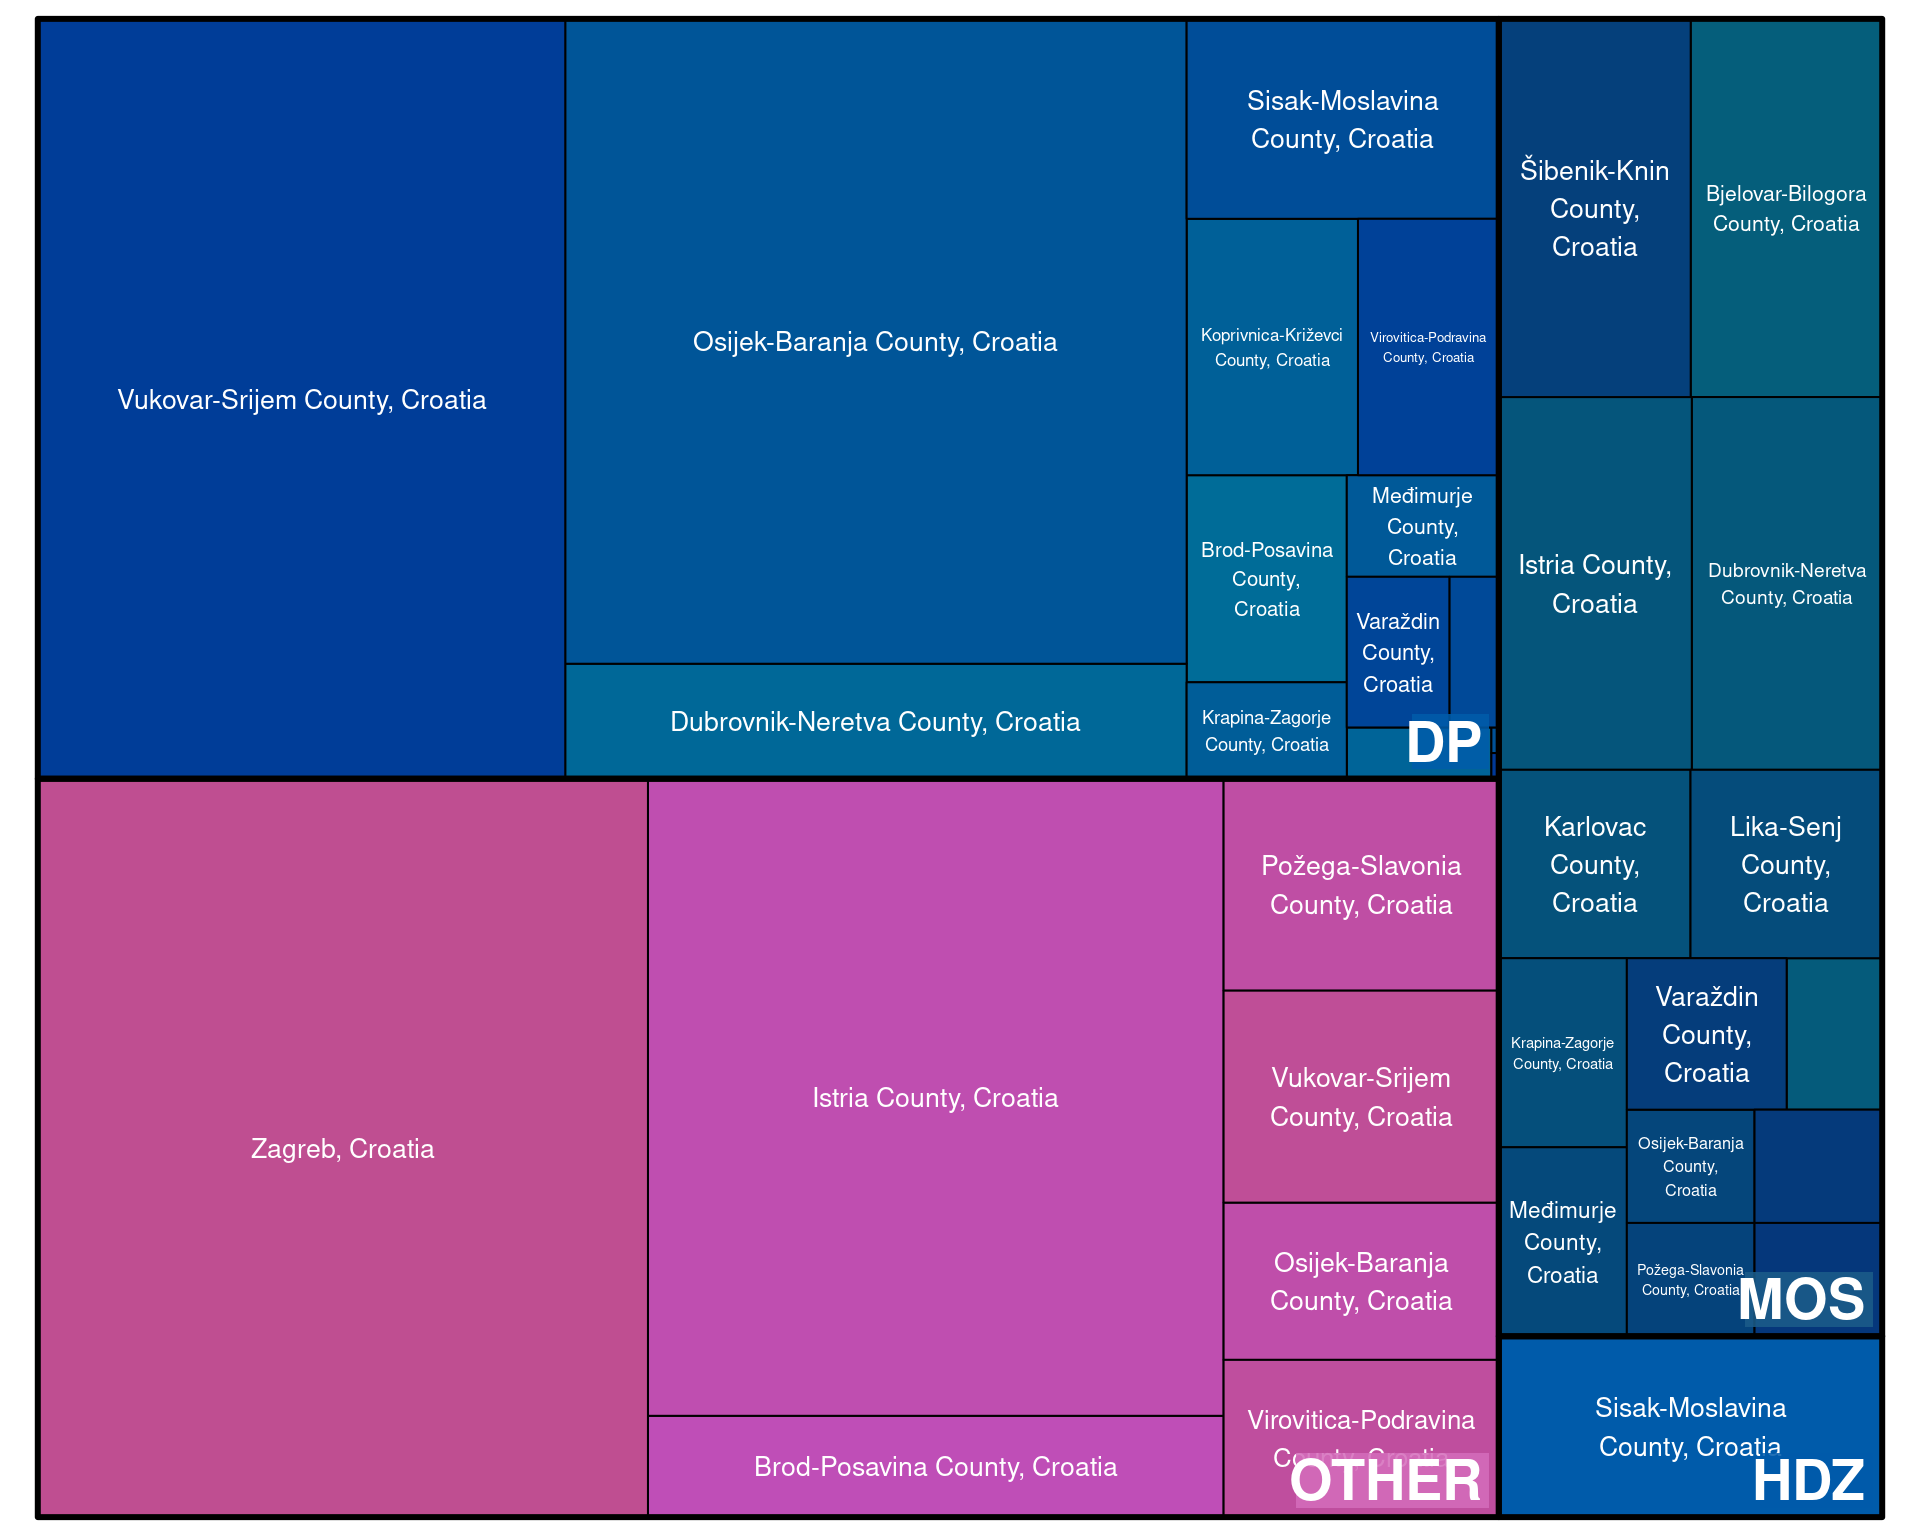 Vukovar-Srijem County, Croatia
Osijek-Baranja County, Croatia
Dubrovnik-Neretva County, Croatia
Sisak-Moslavina
County, Croatia
Koprivnica-Križevci
County, Croatia
Virovitica-Podravina
County, Croatia
Brod-Posavina
County,
Croatia
Međimurje
County,
Croatia
Varaždin
County,
Croatia
Krapina-Zagorje
County, Croatia
DP
Zagreb, Croatia
Istria County, Croatia
Brod-Posavina County, Croatia
Požega-Slavonia
County, Croatia
Vukovar-Srijem
County, Croatia
Osijek-Baranja
County, Croatia
Virovitica-Podravina
County, Croatia
OTHER
Šibenik-Knin
County,
Croatia
Bjelovar-Bilogora
County, Croatia
Istria County,
Croatia
Dubrovnik-Neretva
County, Croatia
Karlovac
County,
Croatia
Lika-Senj
County,
Croatia
Krapina-Zagorje
County, Croatia
Varaždin
County,
Croatia
Međimurje
County,
Croatia
Osijek-Baranja
County,
Croatia
Požega-Slavonia
County, Croatia
MOS
Sisak-Moslavina
County, Croatia
HDZ